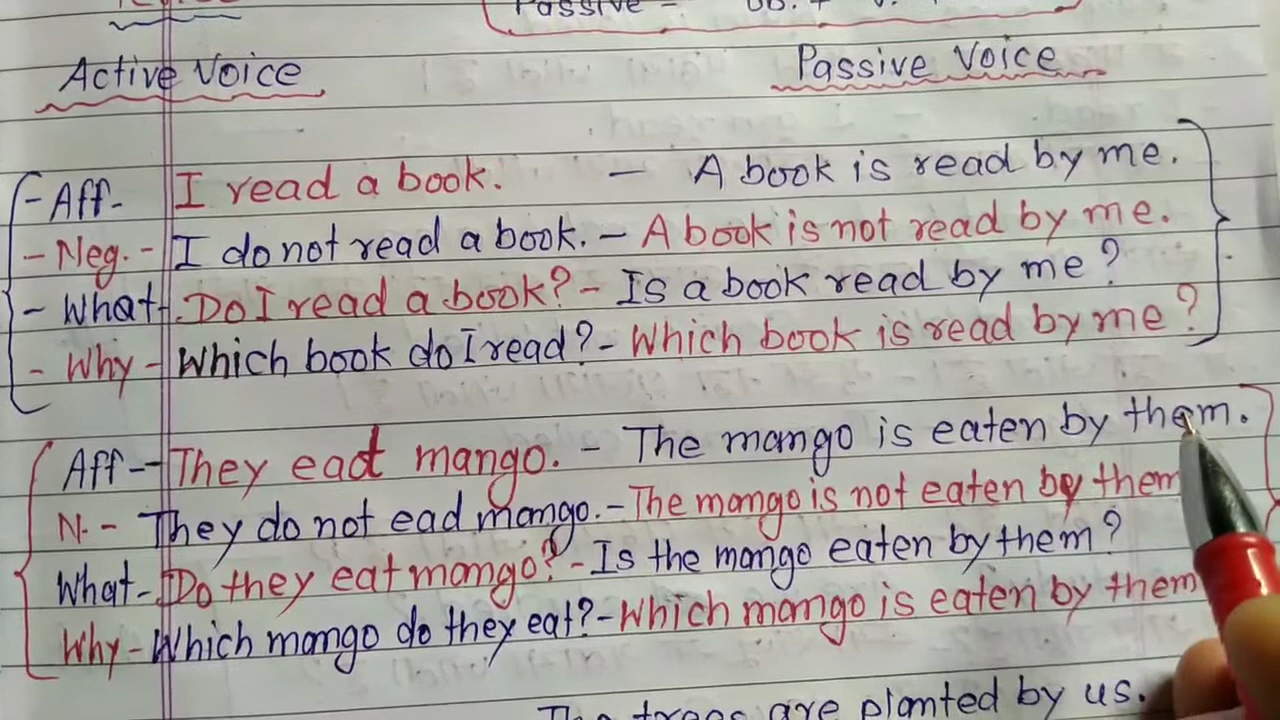 Passive -
Active Voice Passive Voice
- Aff- I read a book. - A book is read by me.
- Neg. - I do not read a book. - A book is not read by me.
- What - Do I read a book? - Is a book read by me?
- Why - Which book do I read? - Which book is read by me?
Aff - They eadt mango. - The mango is eaten by them.
N. - They do not ead mango. - The mango is not eaten by them
What - Do they eat mango? - Is the mango eaten by them?
Why - Which mango do they eat? - Which mango is eaten by them
The trees are planted by us.